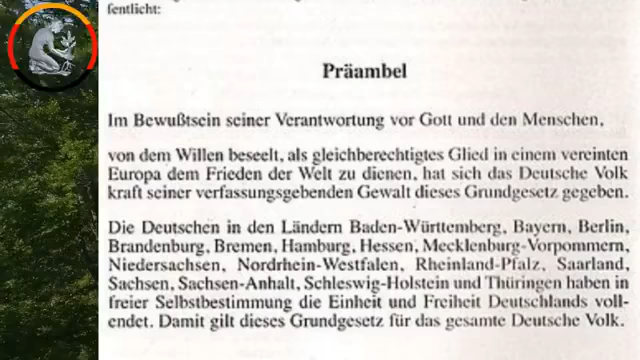 fentlicht:
Präambel
Im Bewußtsein seiner Verantwortung vor Gott und den Menschen,
von dem Willen beseelt, als gleichberechtigtes Glied in einem vereinten
Europa dem Frieden der Welt zu dienen, hat sich das Deutsche Volk
kraft seiner verfassungsgebenden Gewalt dieses Grundgesetz gegeben.
Die Deutschen in den Ländern Baden-Württemberg, Bayern, Berlin,
Brandenburg, Bremen, Hamburg, Hessen, Mecklenburg-Vorpommern,
Niedersachsen, Nordrhein-Westfalen, Rheinland-Pfalz, Saarland,
Sachsen, Sachsen-Anhalt, Schleswig-Holstein und Thüringen haben in
freier Selbstbestimmung die Einheit und Freiheit Deutschlands voll-
endet. Damit gilt dieses Grundgesetz für das gesamte Deutsche Volk.